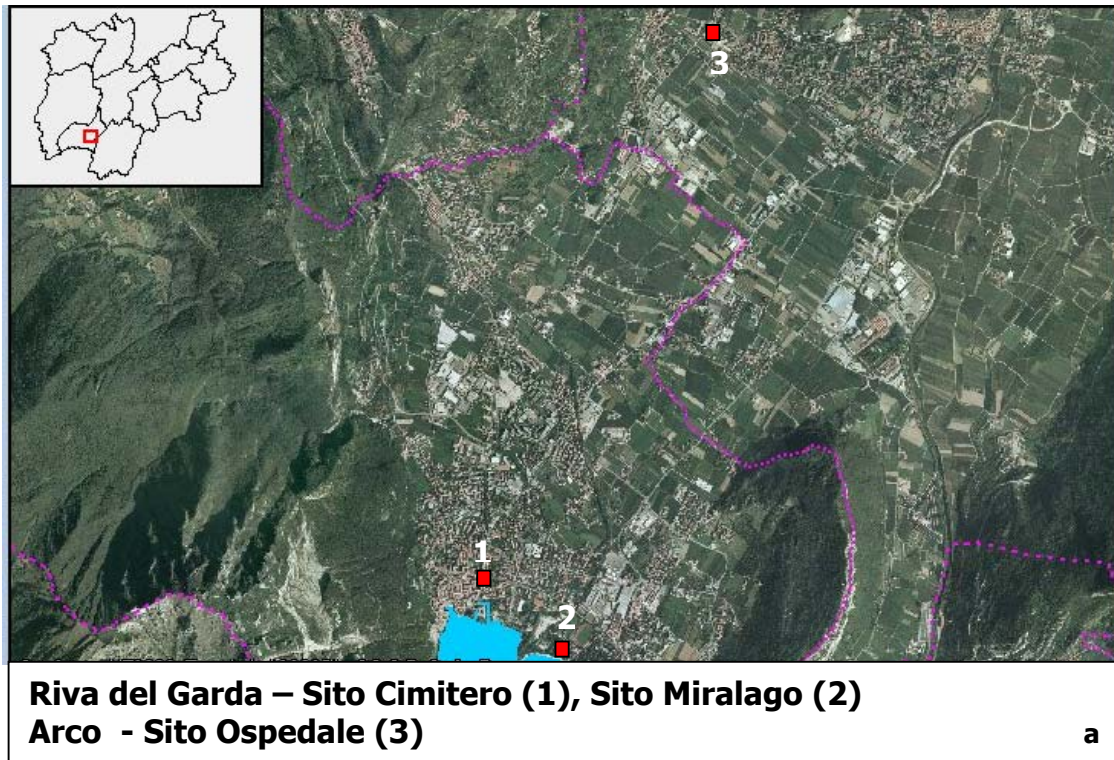 3
1
2
Riva del Garda – Sito Cimitero (1), Sito Miralago (2)
Arco - Sito Ospedale (3)
a